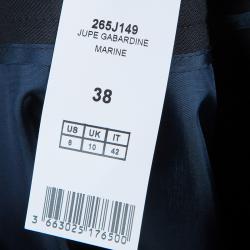 265J149
JUPE GABARDINE
MARINE
38
US UK IT
6 10 42
3 663025 176500